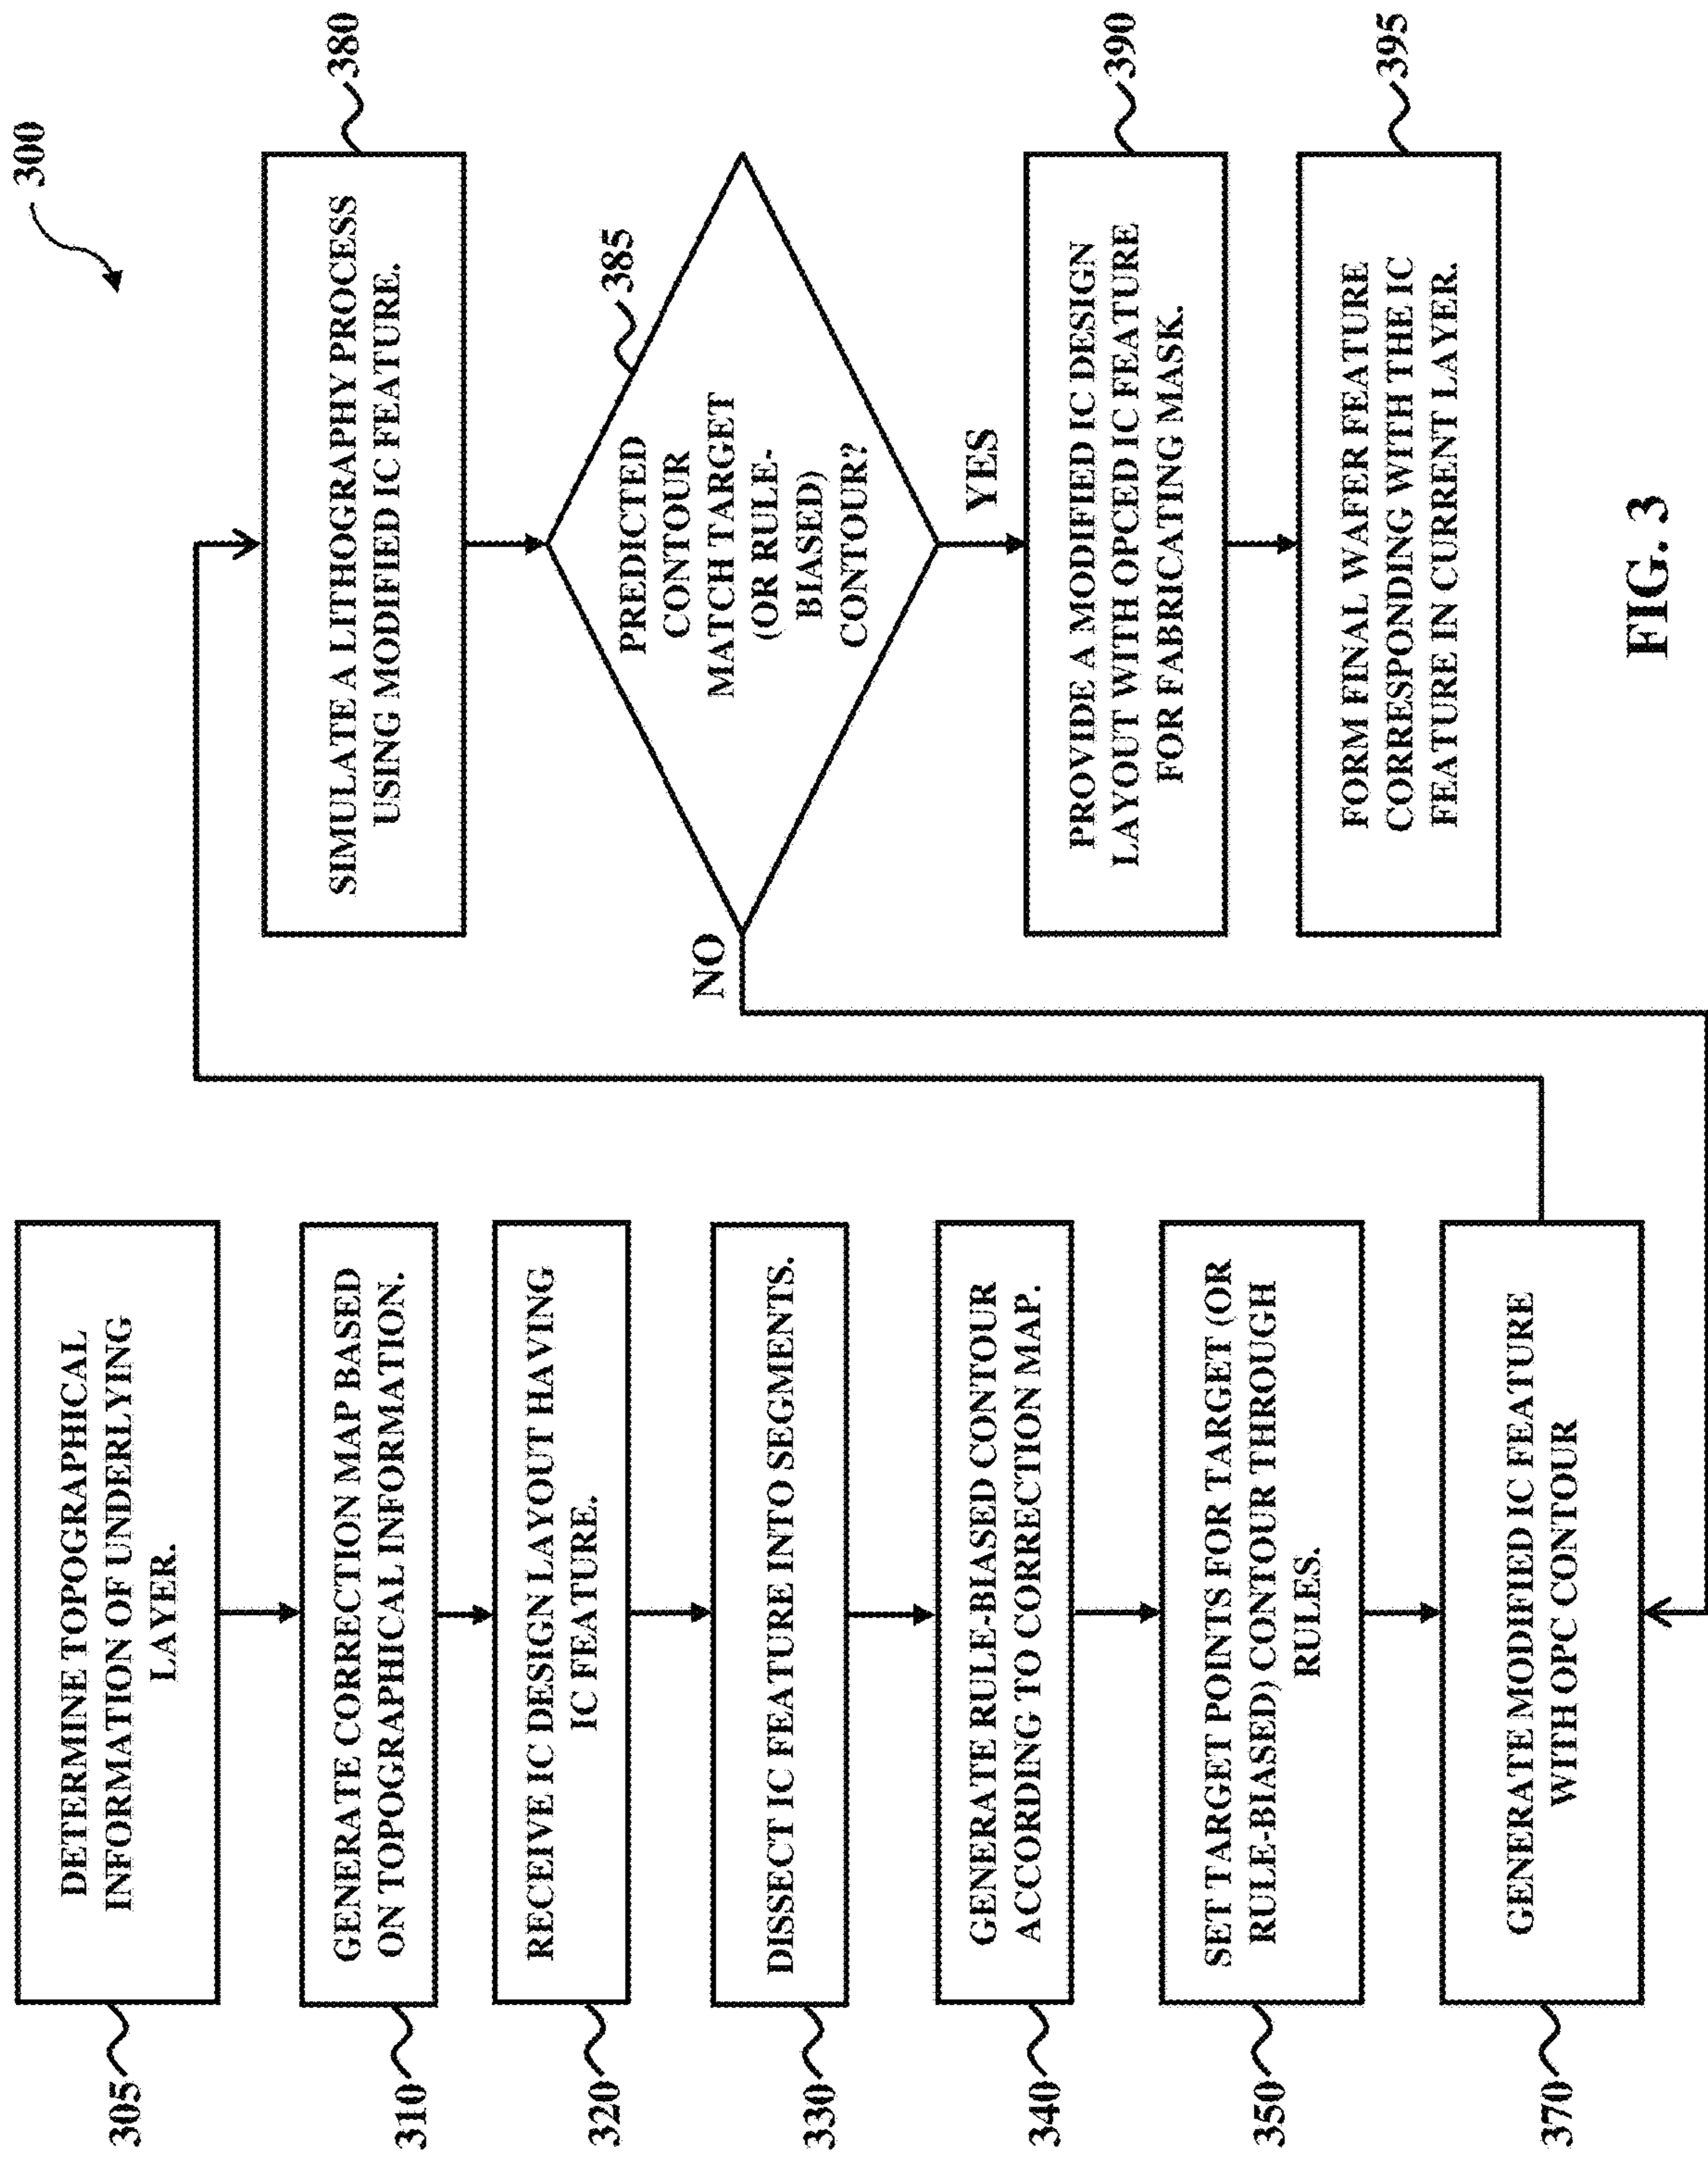 300
305
DETERMINE TOPOGRAPHICAL
INFORMATION OF UNDERLYING
LAYER.
310
GENERATE CORRECTION MAP BASED
ON TOPOGRAPHICAL INFORMATION.
320
RECEIVE IC DESIGN LAYOUT HAVING
IC FEATURE.
330
DISSECT IC FEATURE INTO SEGMENTS.
340
GENERATE RULE-BIASED CONTOUR
ACCORDING TO CORRECTION MAP.
350
SET TARGET POINTS FOR TARGET (OR
RULE-BIASED) CONTOUR THROUGH
RULES.
370
GENERATE MODIFIED IC FEATURE
WITH OPC CONTOUR
380
SIMULATE A LITHOGRAPHY PROCESS
USING MODIFIED IC FEATURE.
385
PREDICTED
CONTOUR
MATCH TARGET
(OR RULE-
BIASED)
CONTOUR?
NO
YES
390
PROVIDE A MODIFIED IC DESIGN
LAYOUT WITH OPCED IC FEATURE
FOR FABRICATING MASK.
395
FORM FINAL WAFER FEATURE
CORRESPONDING WITH THE IC
FEATURE IN CURRENT LAYER.
FIG. 3